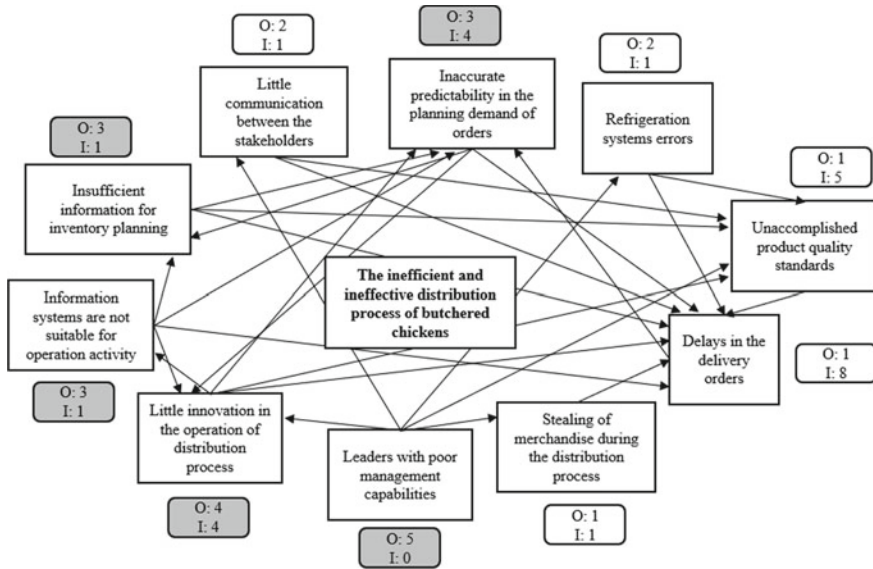 O: 2
I: 1
Little
communication
between the
stakeholders
O: 3
I: 4
Inaccurate
predictability in the
planning demand of
orders
O: 2
I: 1
Refrigeration
systems errors
O: 3
I: 1
Insufficient
information for
inventory planning
O: 1
I: 5
Unaccomplished
product quality
standards
The inefficient and
ineffective distribution
process of butchered
chickens
Information
systems are not
suitable for
operation activity
O: 3
I: 1
Delays in the
delivery
orders
O: 1
I: 8
Little innovation in
the operation of
distribution
process
O: 4
I: 4
Leaders with poor
management
capabilities
O: 5
I: 0
Stealing of
merchandise during
the distribution
process
O: 1
I: 1